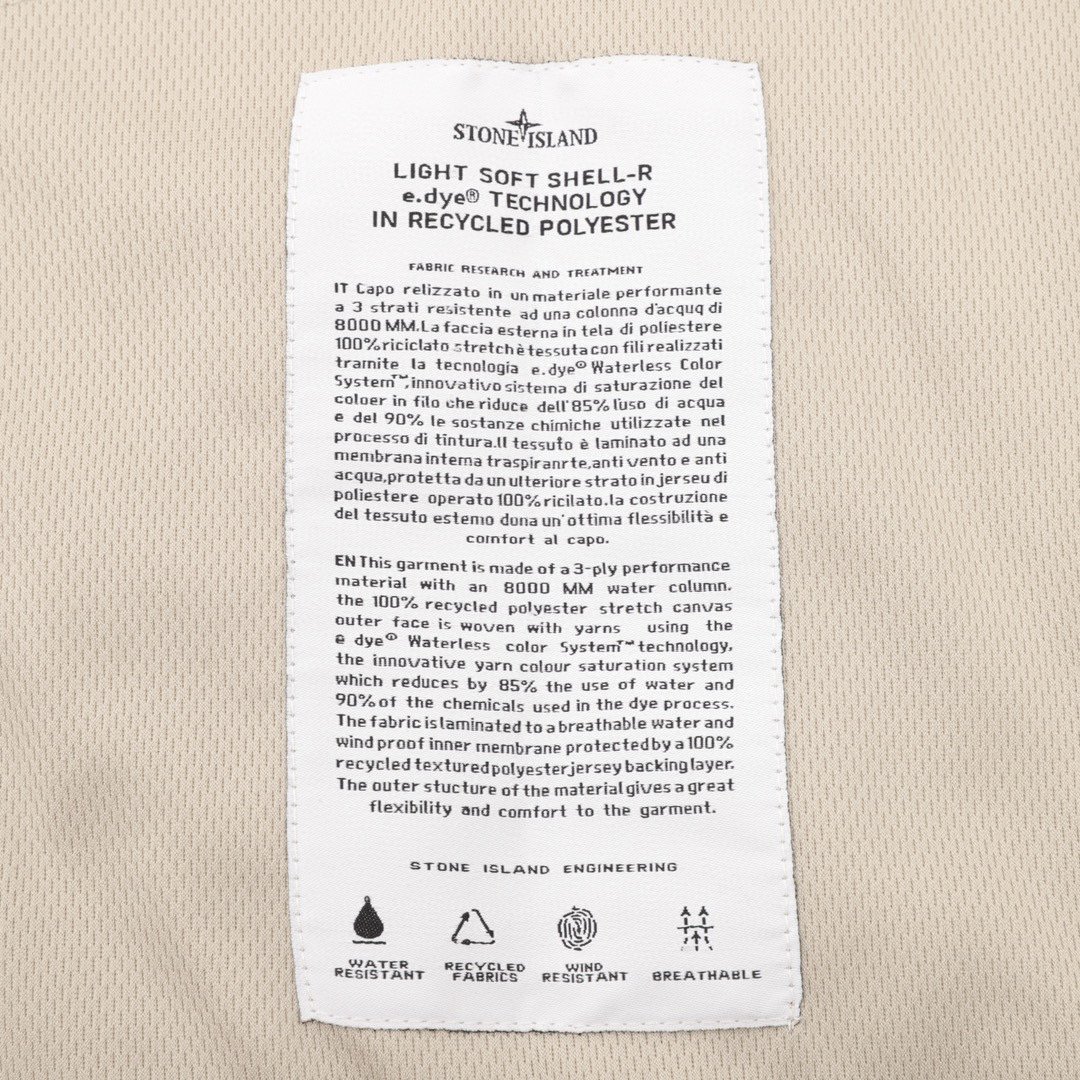 STONE ISLAND
LIGHT SOFT SHELL-R
e.dye® TECHNOLOGY
IN RECYCLED POLYESTER
FABRIC RESEARCH AND TREATMENT
IT Capo relizzato in un materiale performante
a 3 strati resistente ad una colonna d'acquq di
8000 MM.La faccia esterna in tela di poliestere
100% riciclato stretch è tessuta con fili realizzati
tramite la tecnologia e.dye® Waterless Color
System™,innovativo sistema di saturazione del
coloer in filo che riduce dell'85% l'uso di acqua
e del 90% le sostanze chimiche utilizzate nel
processo di tintura.Il tessuto è laminato ad una
membrana interna traspiranrte,anti vento e anti
acqua,protetta da un ulteriore strato in jerseu di
poliestere operato 100% ricilato.la costruzione
del tessuto estemo dona un'ottima flessibilità e
comfort al capo.
EN This garment is made of a 3-ply performance
material with an 8000 MM water column.
the 100% recycled polyester stretch canvas
outer face is woven with yarns using the
e dye® Waterless color System™ technology,
the innovative yarn colour saturation system
which reduces by 85% the use of water and
90% of the chemicals used in the dye process.
The fabric is laminated to a breathable water and
wind proof inner membrane protected by a 100%
recycled textured polyester jersey backing layer.
The outer stucture of the material gives a great
flexibility and comfort to the garment.
STONE ISLAND ENGINEERING
WATER
RESISTANT
RECYCLED
FABRICS
WIND
RESISTANT
BREATHABLE